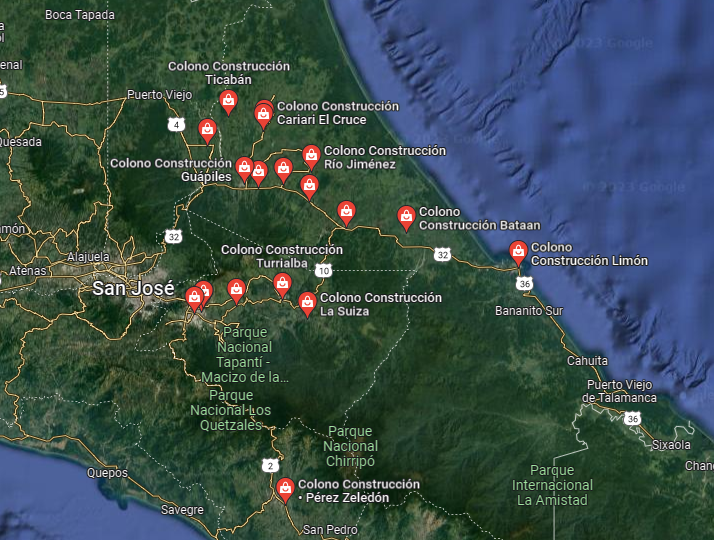 Boca Tapada
©2023 Google
Colono Construcción
Ticabán
Puerto Viejo
Colono Construcción
Cariari El Cruce
4
Quesada
Colono Construcción
Río Jiménez
Colono Construcción
Guápiles
©2023 Google
Colono
Construcción Bataan
32
Alajuela
Atenas
Colono Construcción
Turrialba
32
Colono
Construcción Limón
10
San José
Colono Construcción
La Suiza
36
Bananito Sur
Parque
Nacional
Tapantí -
Macizo de la...
Cahuita
Parque
Nacional Los
Quetzales
Puerto Viejo
de Talamanca
36
Parque
Nacional
Chirripó
Sixaola
2
Quepos
Parque
Internacional
La Amistad
Colono Construcción
• Pérez Zeledón
Savegre
San Pedro